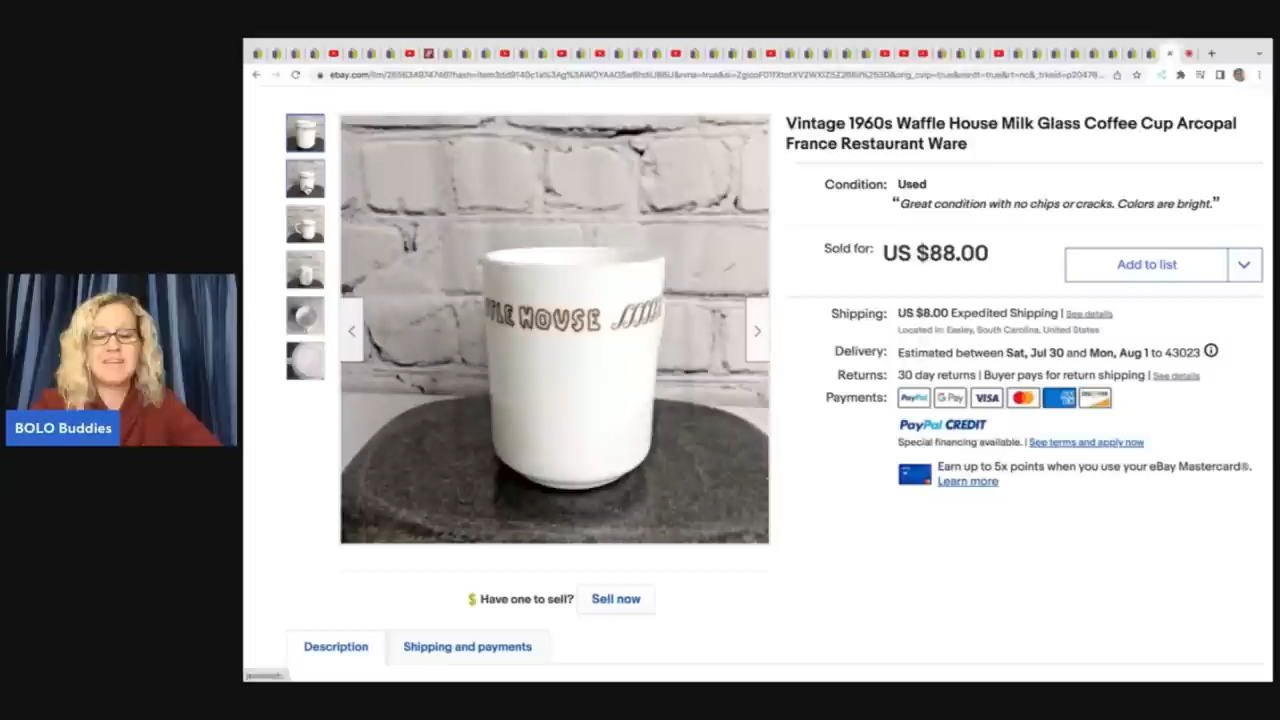 Vintage 1960s Waffle House Milk Glass Coffee Cup Arcopal
France Restaurant Ware
Condition: Used
"Great condition with no chips or cracks. Colors are bright."
Sold for: US $88.00
Add to list
Shipping: US $8.00 Expedited Shipping | See details
Located in: Easley, South Carolina, United States
Delivery: Estimated between Sat, Jul 30 and Mon, Aug 1 to 43023
Returns: 30 day returns | Buyer pays for return shipping | See details
Payments: PayPal G Pay VISA
PayPal CREDIT
Special financing available. | See terms and apply now
Earn up to 5x points when you use your eBay Mastercard®.
Learn more
FLE HOUSE
BOLO Buddies
$ Have one to sell? Sell now
Description Shipping and payments